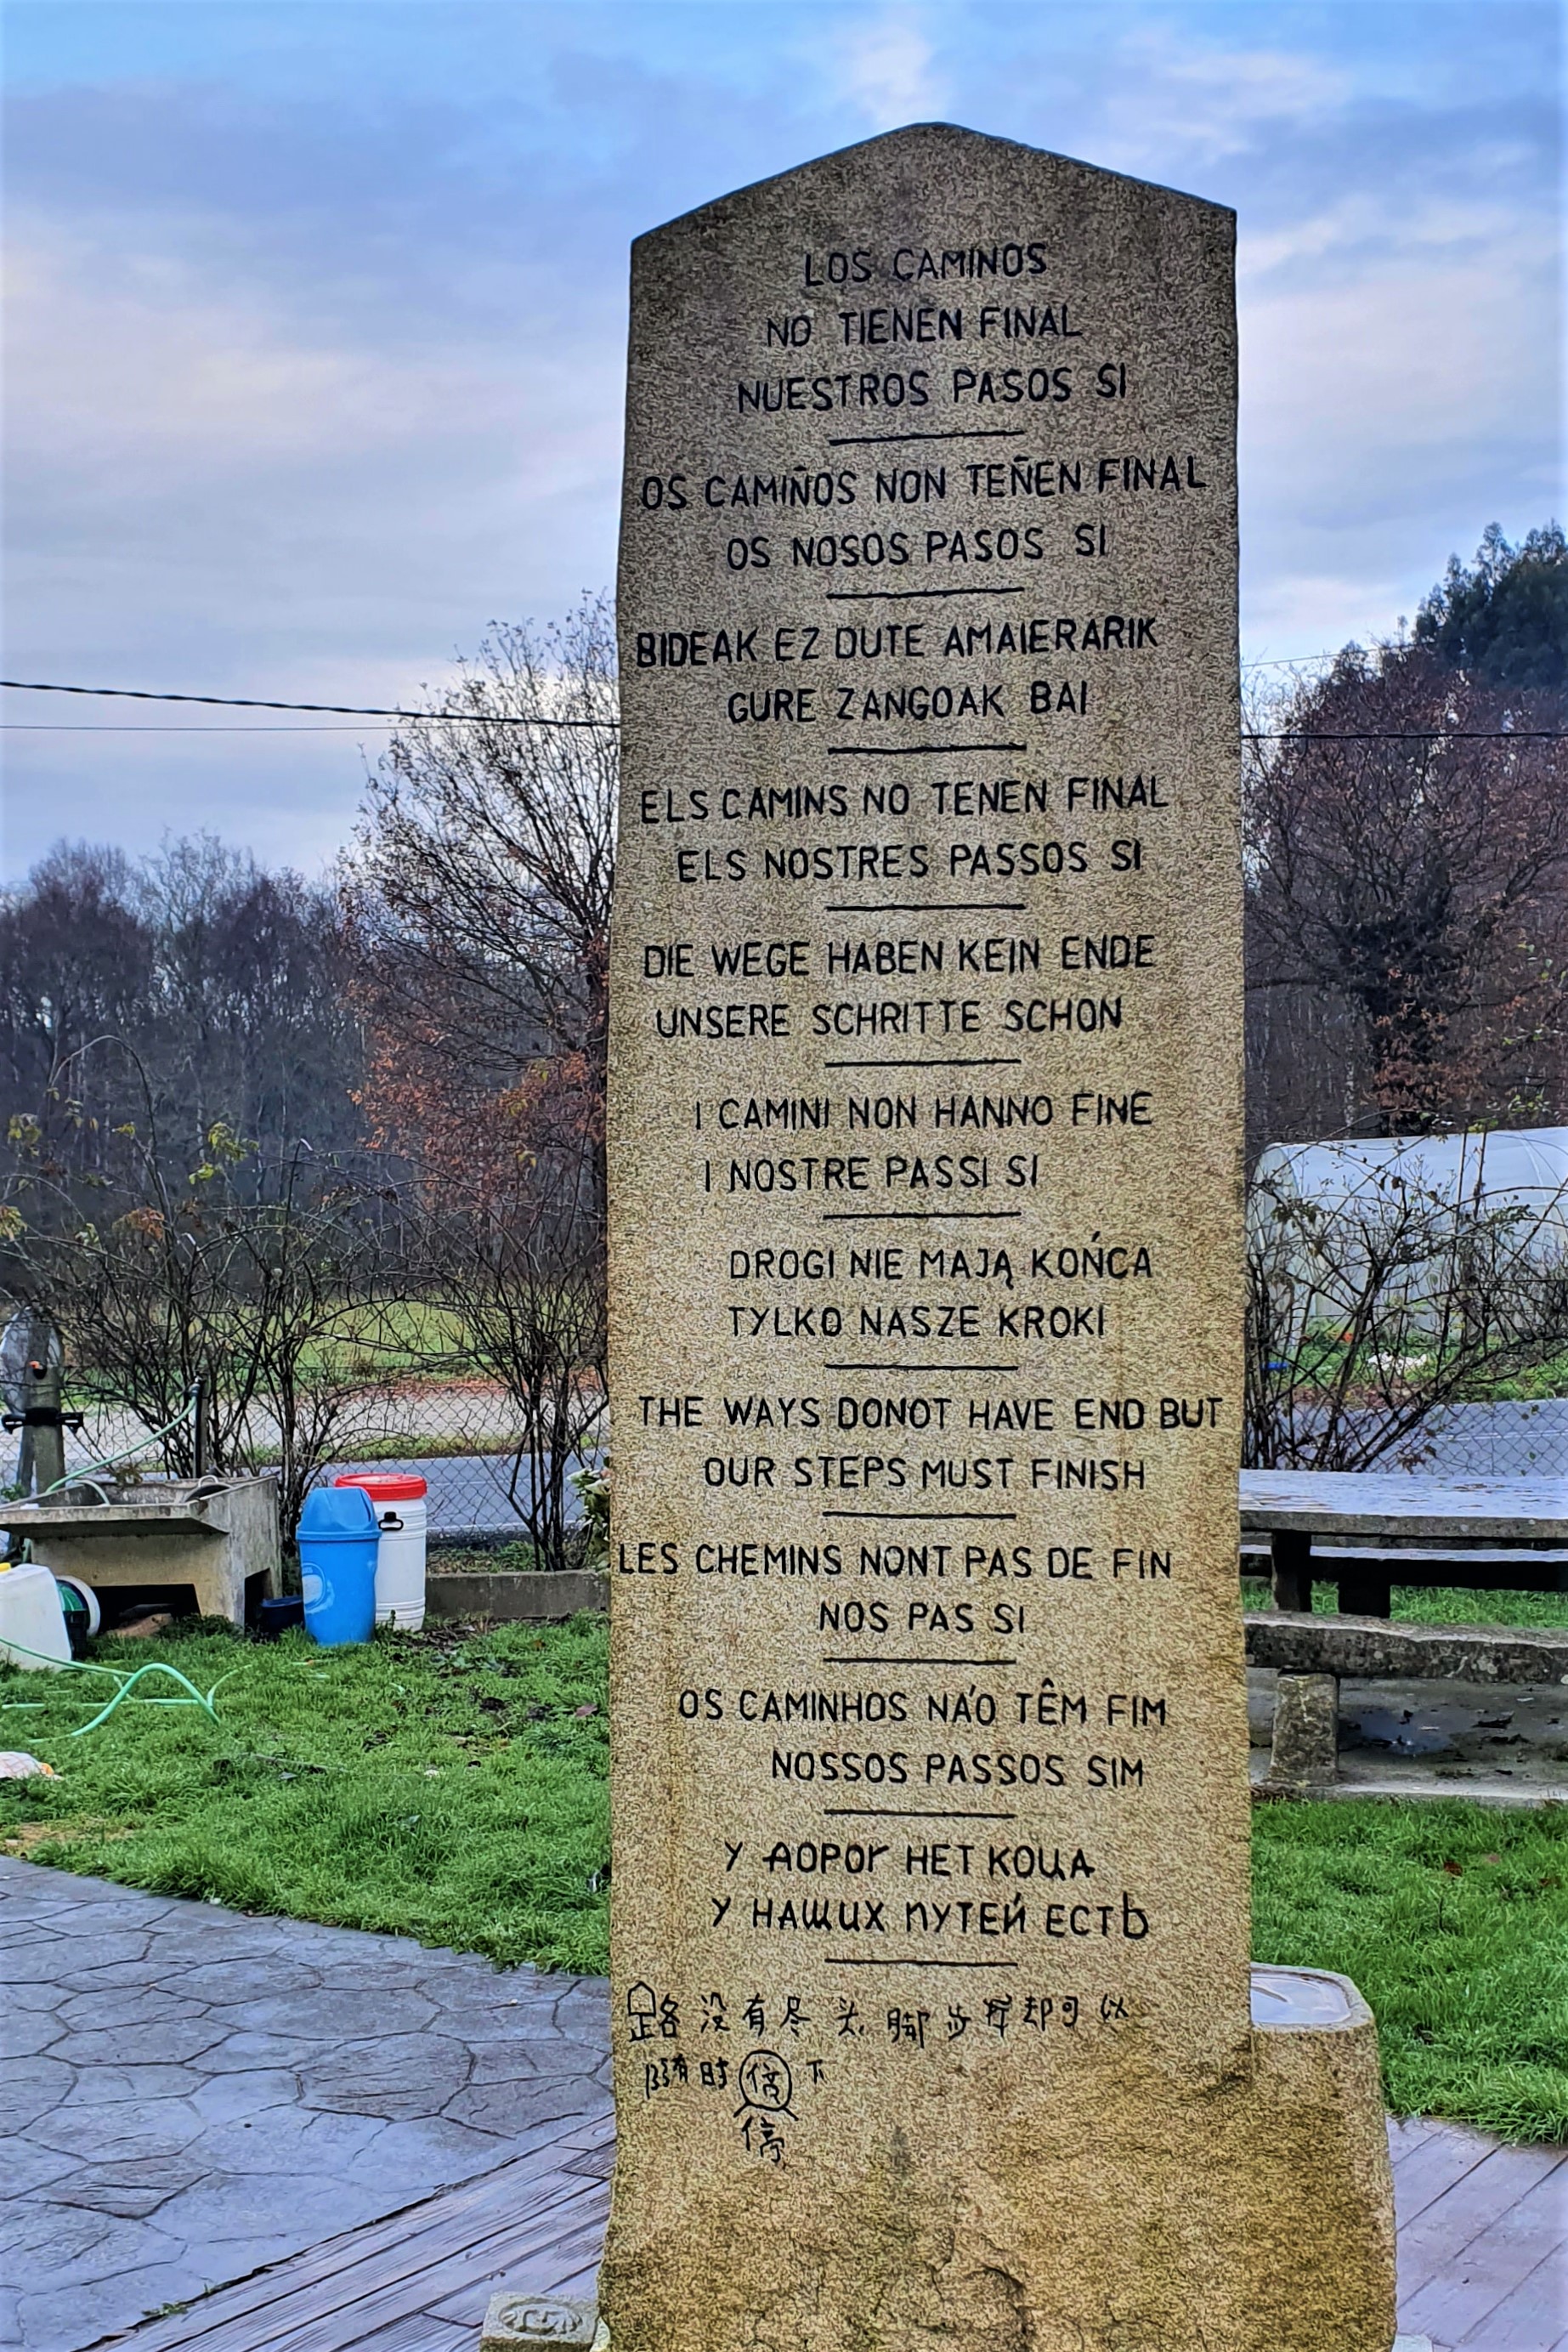 LOS CAMINOS
NO TIENEN FINAL
NUESTROS PASOS SI
OS CAMIÑOS NON TEÑEN FINAL
OS NOSOS PASOS SI
BIDEAK EZ DUTE AMAIERARIK
GURE ZANGOAK BAI
ELS CAMINS NO TENEN FINAL
ELS NOSTRES PASSOS SI
DIE WEGE HABEN KEIN ENDE
UNSERE SCHRITTE SCHON
I CAMINI NON HANNO FINE
I NOSTRE PASSI SI
DROGI NIE MAJĄ KOŃCA
TYLKO NASZE KROKI
THE WAYS DONOT HAVE END BUT
OUR STEPS MUST FINISH
LES CHEMINS NONT PAS DE FIN
NOS PAS SI
OS CAMINHOS NÁO TÊM FIM
NOSSOS PASSOS SIM
У АОРОГ НЕТ КОЦА
У НАЩИХ ПУТЕЙ ЕСТЬ
路没有尽头脚步却可以
随时停下
停